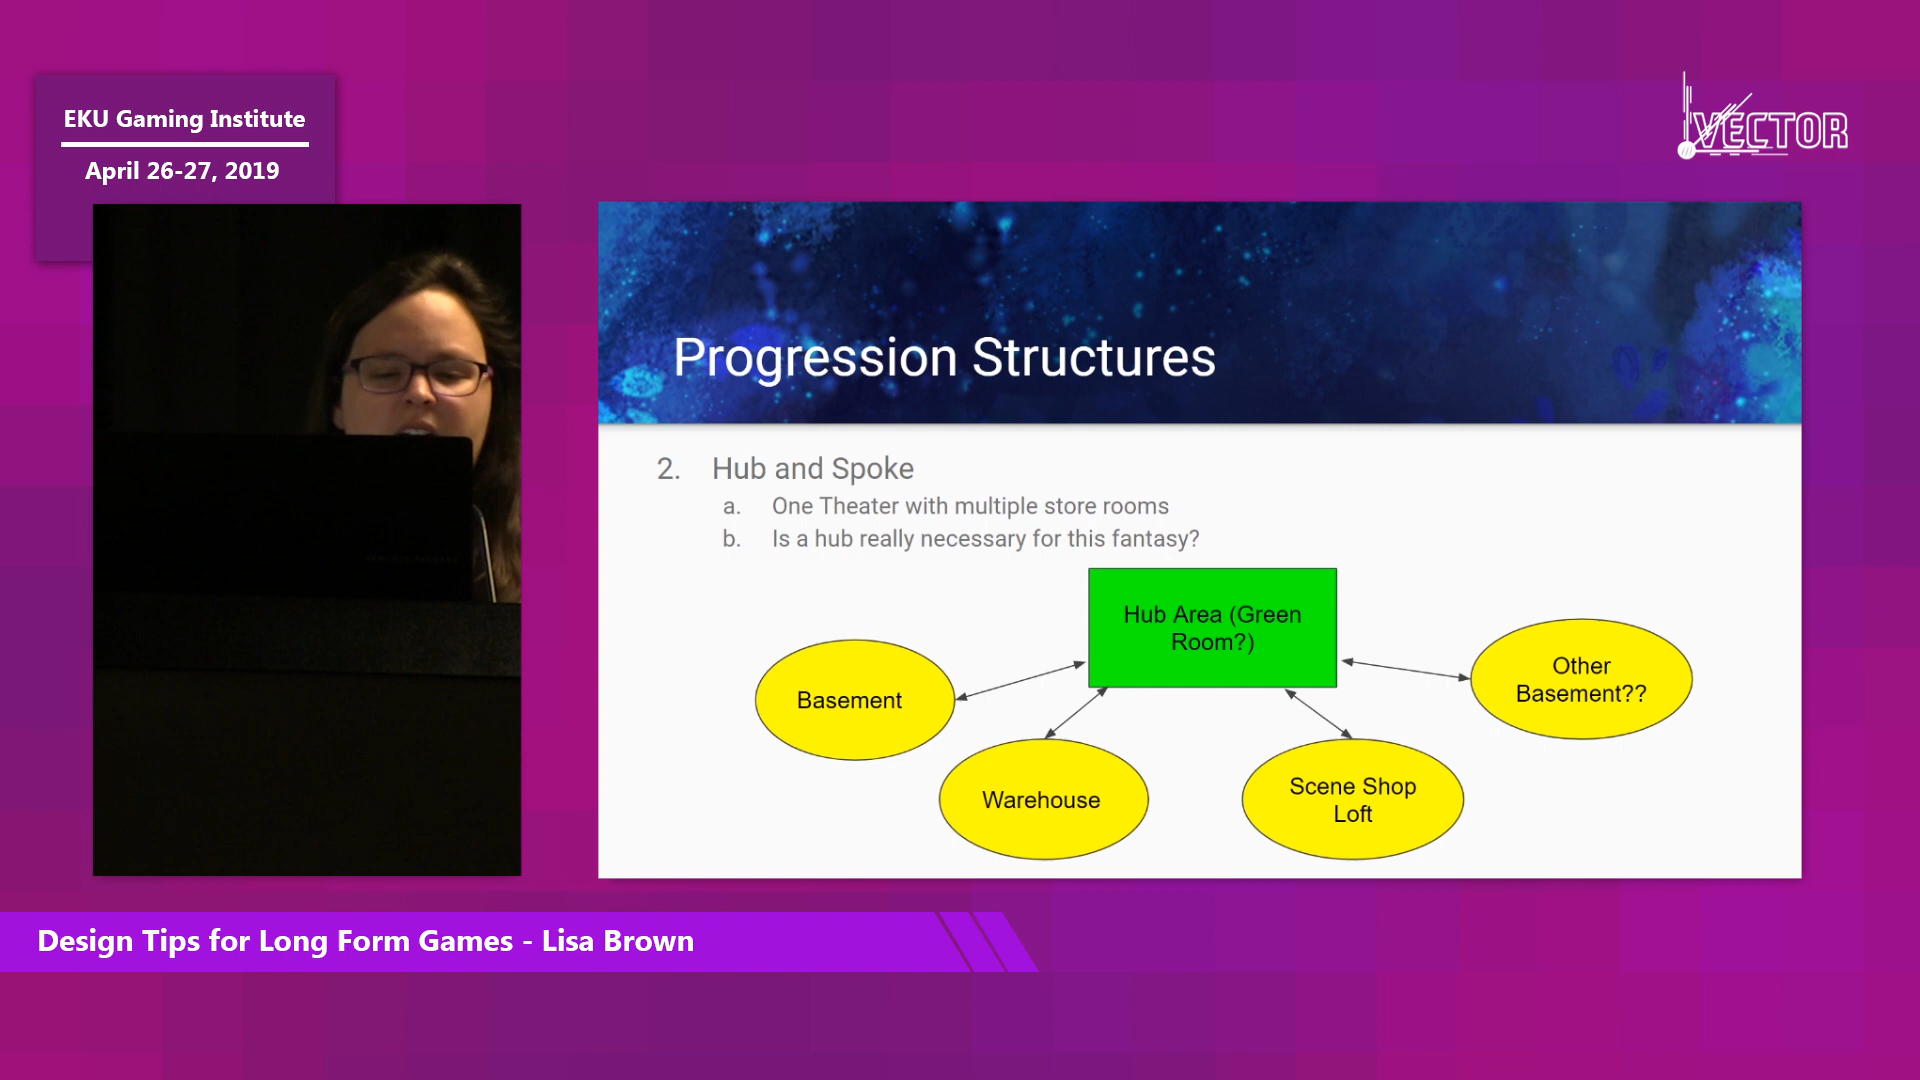 EKU Gaming Institute
April 26-27, 2019
VECTOR
Progression Structures
2. Hub and Spoke
a. One Theater with multiple store rooms
b. Is a hub really necessary for this fantasy?
Hub Area (Green
Room?)
Basement
Warehouse
Scene Shop
Loft
Other
Basement??
Design Tips for Long Form Games - Lisa Brown